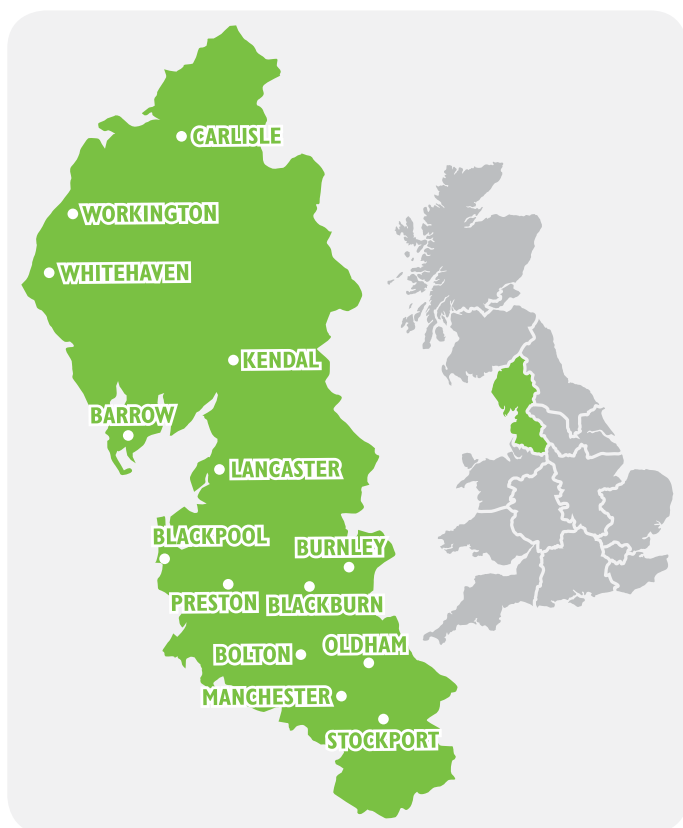 CARLISLE
WORKINGTON
WHITEHAVEN
KENDAL
BARROW
LANCASTER
BLACKPOOL
BURNLEY
PRESTON
BLACKBURN
OLDHAM
BOLTON
MANCHESTER
STOCKPORT